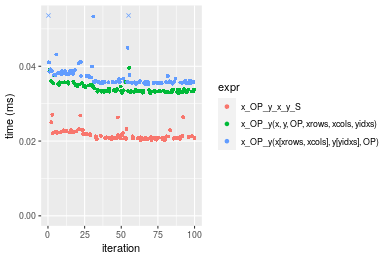 0.04
0.02
0.00
time (ms)
0
25
50
75
100
iteration
expr
x_OP_y_x_y_S
x_OP_y(x, y, OP, xrows, xcols, yidxs)
x_OP_y(x[xrows, xcols], y[yidxs], OP)